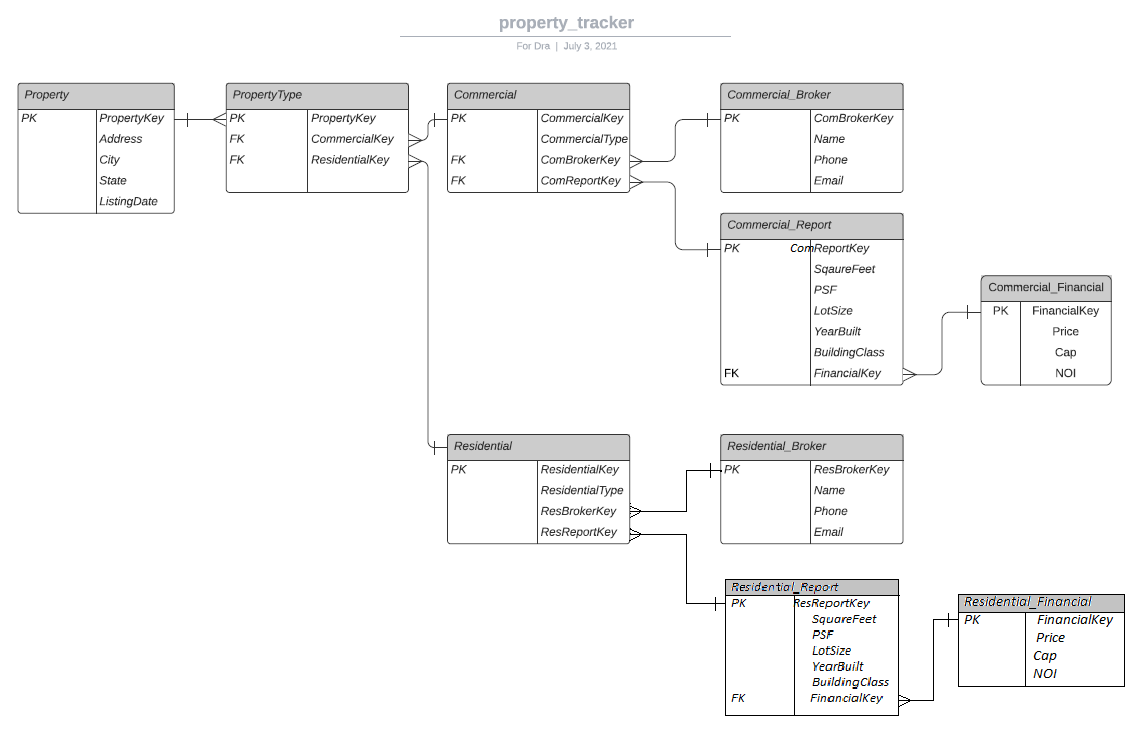 property_tracker
For Dra | July 3, 2021
Property
PK PropertyKey
Address
City
State
ListingDate
PropertyType
PK PropertyKey
FK CommercialKey
FK ResidentialKey
Commercial
PK CommercialKey
CommercialType
FK ComBrokerKey
FK ComReportKey
Commercial_Broker
PK ComBrokerKey
Name
Phone
Email
Commercial_Report
PK ComReportKey
SqaureFeet
PSF
LotSize
YearBuilt
BuildingClass
FK FinancialKey
Commercial_Financial
PK FinancialKey
Price
Cap
NOI
Residential
PK ResidentialKey
ResidentialType
ResBrokerKey
ResReportKey
Residential_Broker
PK ResBrokerKey
Name
Phone
Email
Residential_Report
PK ResReportKey
SquareFeet
PSF
LotSize
YearBuilt
BuildingClass
FK FinancialKey
Residential_Financial
PK FinancialKey
Price
Cap
NOI